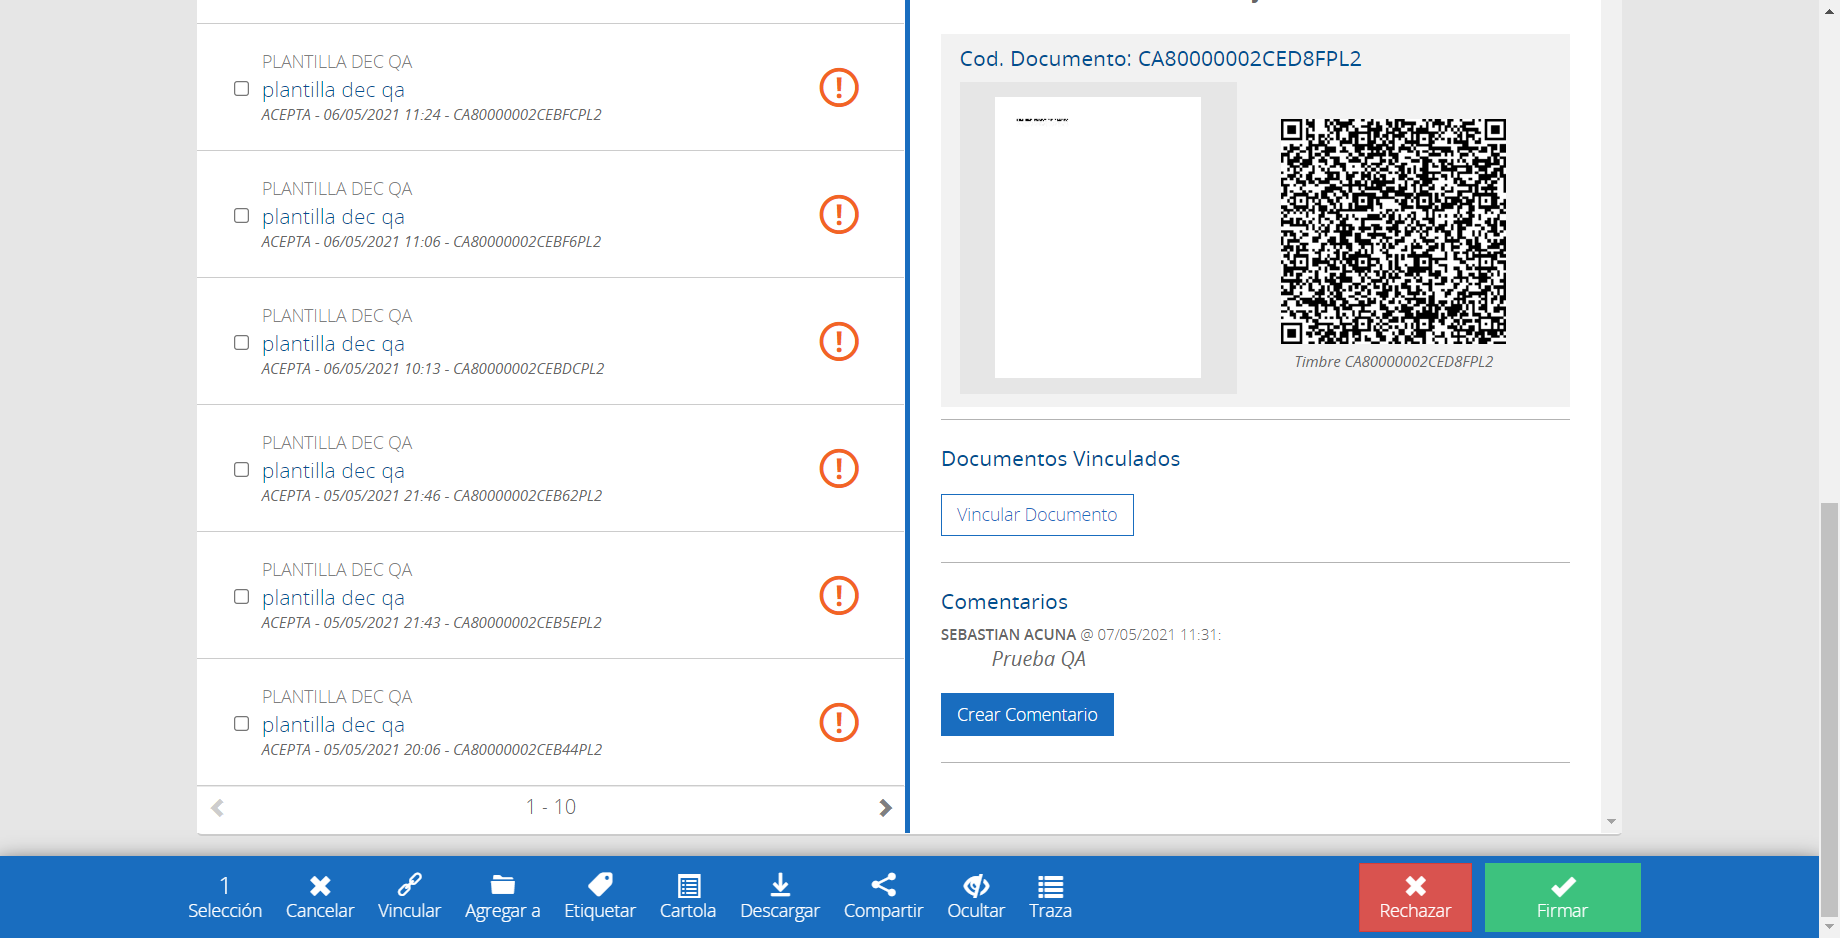 PLANTILLA DEC QA
plantilla dec qa
ACEPTA - 06/05/2021 11:24 - CA80000002CEBFCPL2
PLANTILLA DEC QA
plantilla dec qa
ACEPTA - 06/05/2021 11:06 - CA80000002CEBF6PL2
PLANTILLA DEC QA
plantilla dec qa
ACEPTA - 06/05/2021 10:13 - CA80000002CEBDCPL2
PLANTILLA DEC QA
plantilla dec qa
ACEPTA - 05/05/2021 21:46 - CA80000002CEB62PL2
PLANTILLA DEC QA
plantilla dec qa
ACEPTA - 05/05/2021 21:43 - CA80000002CEB5EPL2
PLANTILLA DEC QA
plantilla dec qa
ACEPTA - 05/05/2021 20:06 - CA80000002CEB44PL2
1 - 10
Cod. Documento: CA80000002CED8FPL2
Timbre CA80000002CED8FPL2
Documentos Vinculados
Vincular Documento
Comentarios
SEBASTIAN ACUNA @ 07/05/2021 11:31:
Prueba QA
Crear Comentario
1
Selección
Cancelar
Vincular
Agregar a
Etiquetar
Cartola
Descargar
Compartir
Ocultar
Traza
Rechazar
Firmar